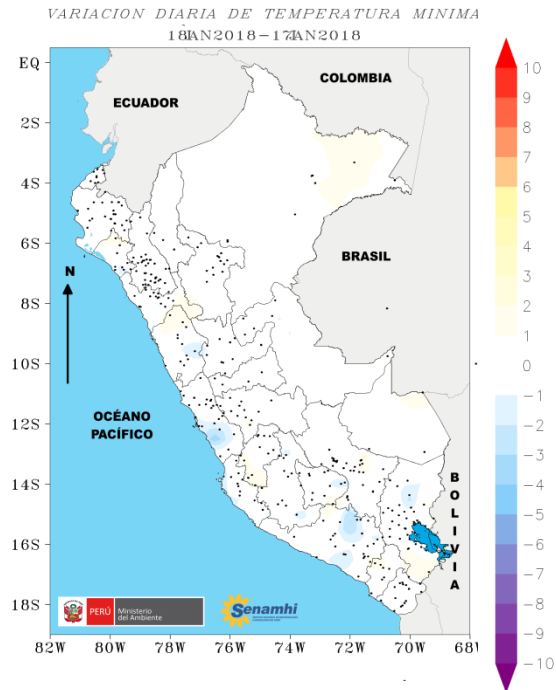 VARIACION DIARIA DE TEMPERATURA MINIMA
18JAN2018-17JAN2018
EQ
2S
4S
6S
8S
10S
12S
14S
16S
18S
COLOMBIA
ECUADOR
BRASIL
N
OCÉANO
PACÍFICO
BOLIVIA
PERÚ
Ministerio
del Ambiente
Senamhi
82W 80W 78W 76W 74W 72W 70W 68W
10
9
8
7
6
5
4
3
2
1
0
-1
-2
-3
-4
-5
-6
-7
-8
-9
-10